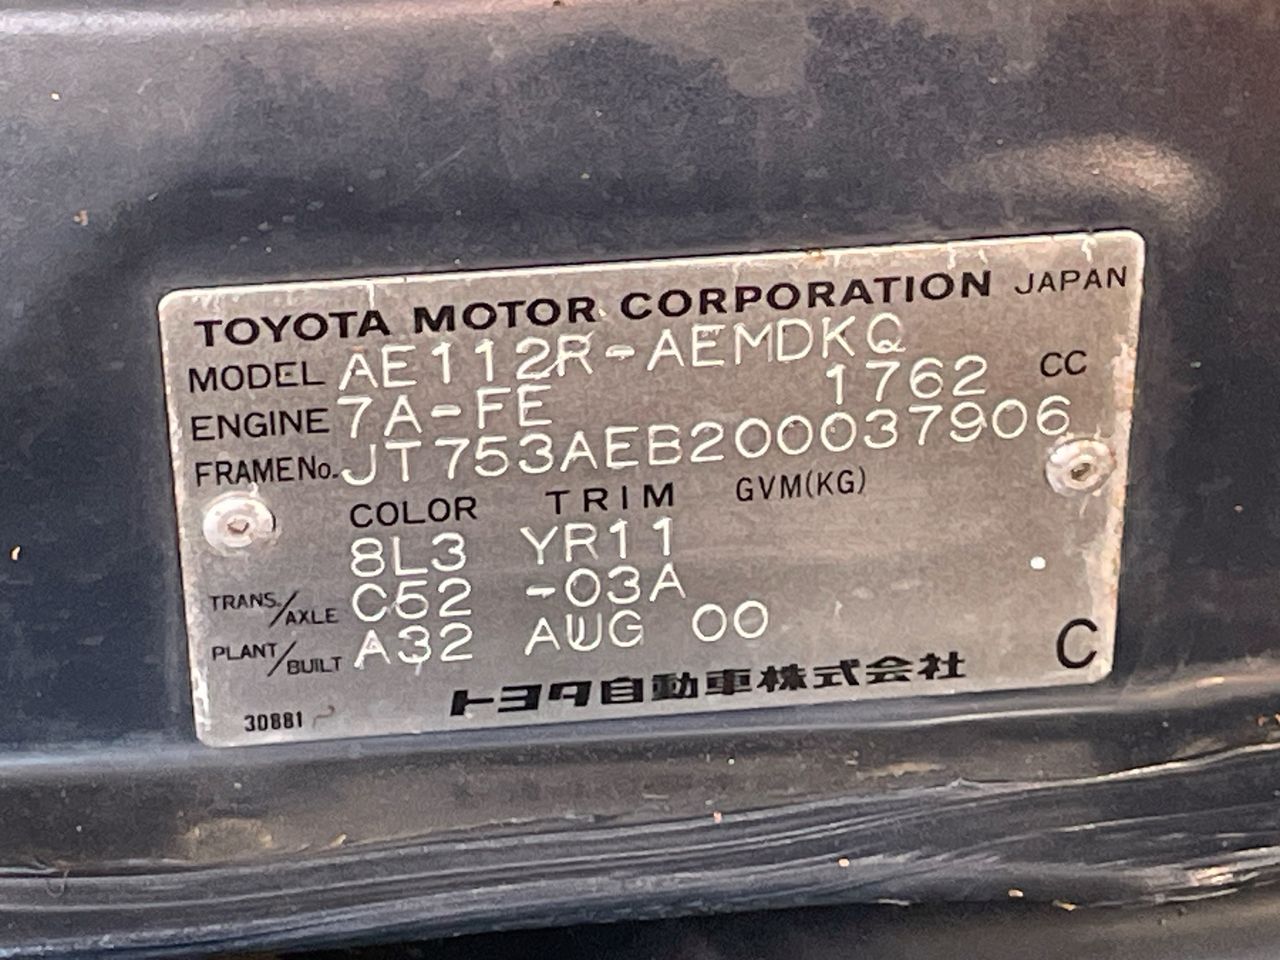 TOYOTA MOTOR CORPORATION JAPAN
MODEL AE112R-AEMDKQ
ENGINE 7A-FE 1762 CC
FRAMENo. JT753AEB200037906
COLOR TRIM GVM(KG)
8L3 YR11
TRANS./AXLE C52 -03A
PLANT/BUILT A32 AUG 00
トヨタ自動車株式会社 C
30881